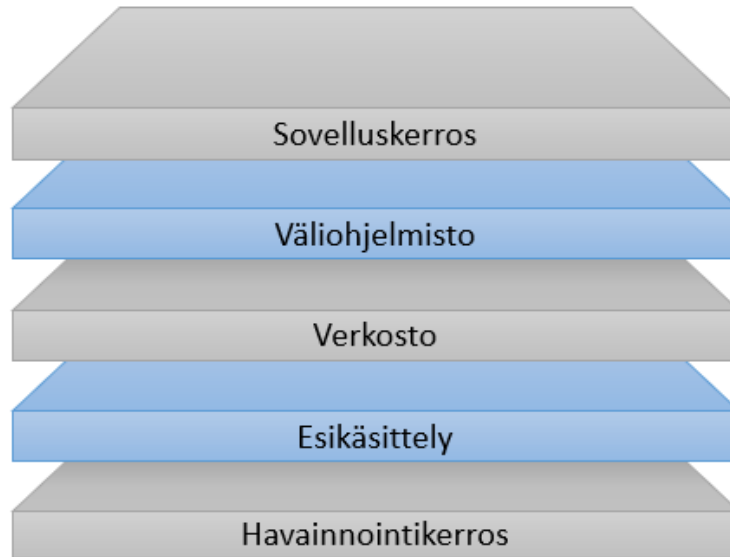 Sovelluskerros
Väliohjelmisto
Verkosto
Esikäsittely
Havainnointikerros